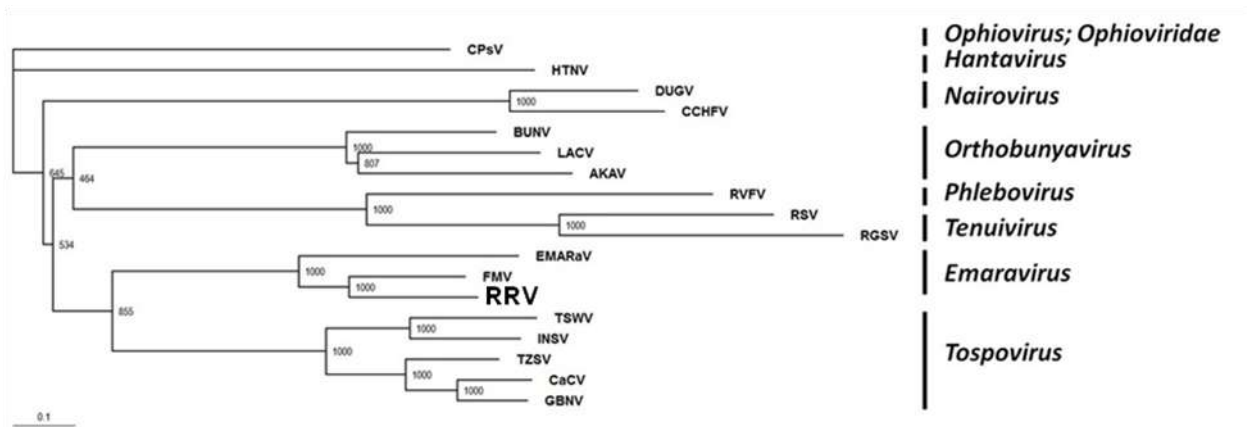 CPsV
HTNV
DUGV
1000
CCHFV
BUNV
1000
LACV
807
AKAV
645
464
RVFV
1000
RSV
1000
RGSV
534
EMARaV
1000
FMV
1000
RRV
855
TSWV
1000
INSV
1000
TZSV
1000
CaCV
1000
GBNV
0.1
Ophiovirus; Ophioviridae
Hantavirus
Nairovirus
Orthobunyavirus
Phlebovirus
Tenuivirus
Emaravirus
Tospovirus